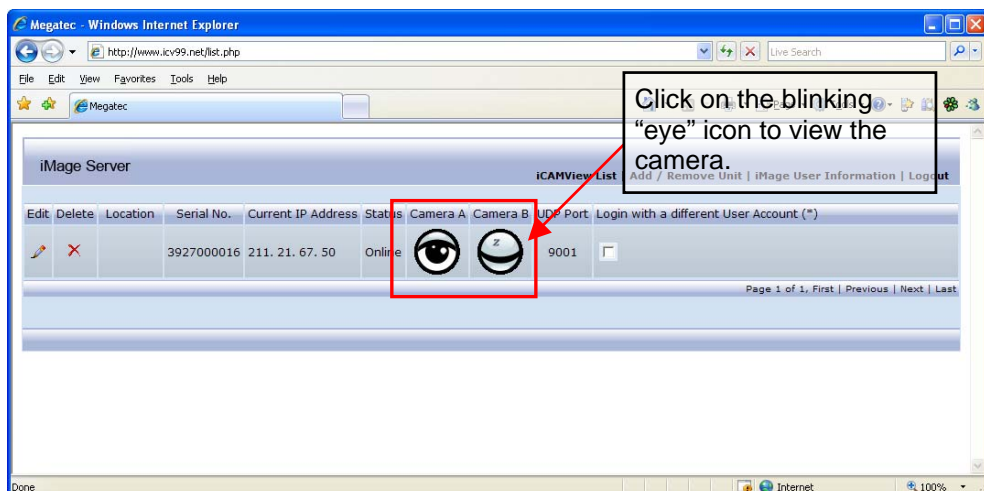 Megatec - Windows Internet Explorer
http://www.icv99.net/list.php
Live Search
File Edit View Favorites Tools Help
Megatec
Click on the blinking
“eye” icon to view the
camera.
iMage Server
iCAMView List | Add / Remove Unit | iMage User Information | Logout
Edit Delete Location Serial No. Current IP Address Status Camera A Camera B UDP Port Login with a different User Account (*)
3927000016 211. 21. 67. 50 Online z 9001
Page 1 of 1, First | Previous | Next | Last
Done Internet 100%